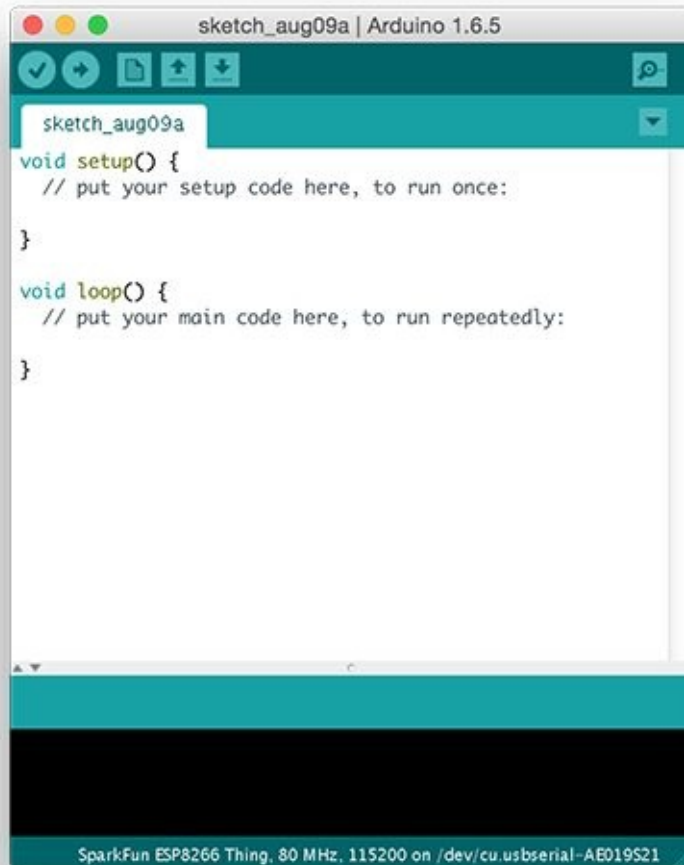 sketch_aug09a | Arduino 1.6.5
sketch_aug09a
void setup() {
  // put your setup code here, to run once:
}
void loop() {
  // put your main code here, to run repeatedly:
}
SparkFun ESP8266 Thing, 80 MHz, 115200 on /dev/cu.usbserial-AE019S21